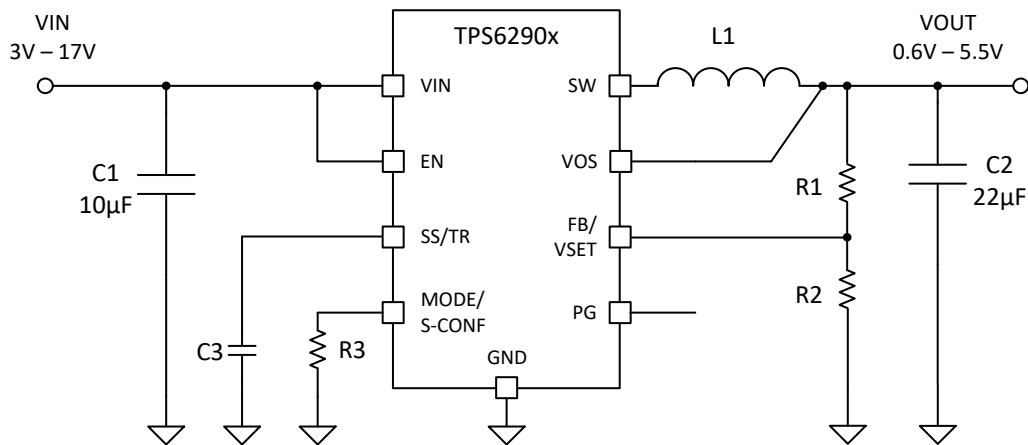 VIN
3V – 17V
TPS6290x
L1
VOUT
0.6V – 5.5V
VIN
SW
C1
10µF
EN
VOS
R1
C2
22µF
SS/TR
FB/
VSET
R2
MODE/
S-CONF
PG
C3
R3
GND